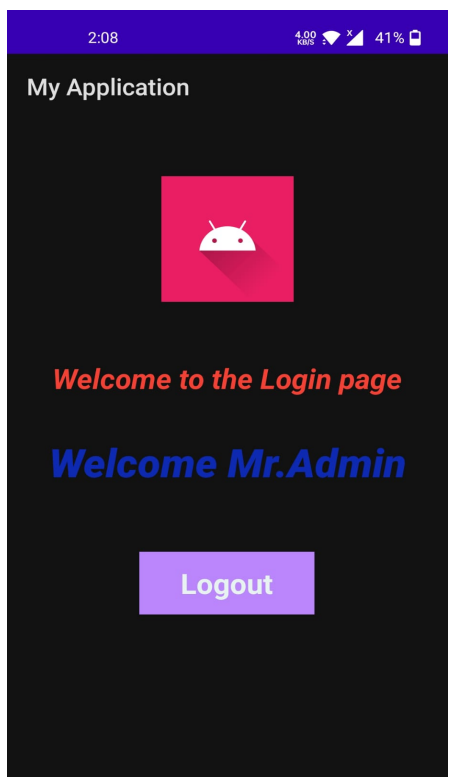 2:08
4.00
KB/S
X
41%
My Application
Welcome to the Login page
Welcome Mr.Admin
Logout